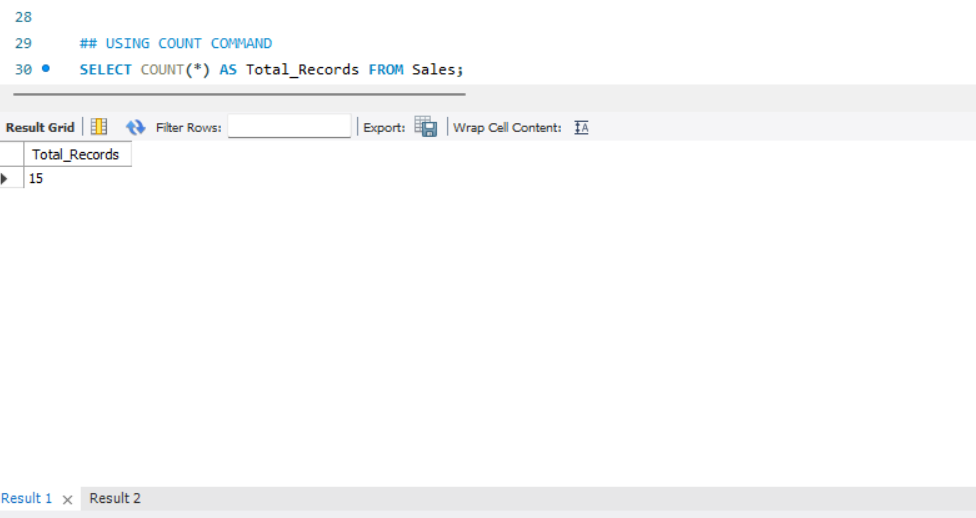 28
29 ## USING COUNT COMMAND
30 SELECT COUNT(*) AS Total_Records FROM Sales;
Result Grid Filter Rows: Export: Wrap Cell Content: IA
Total_Records
15
Result 1 × Result 2